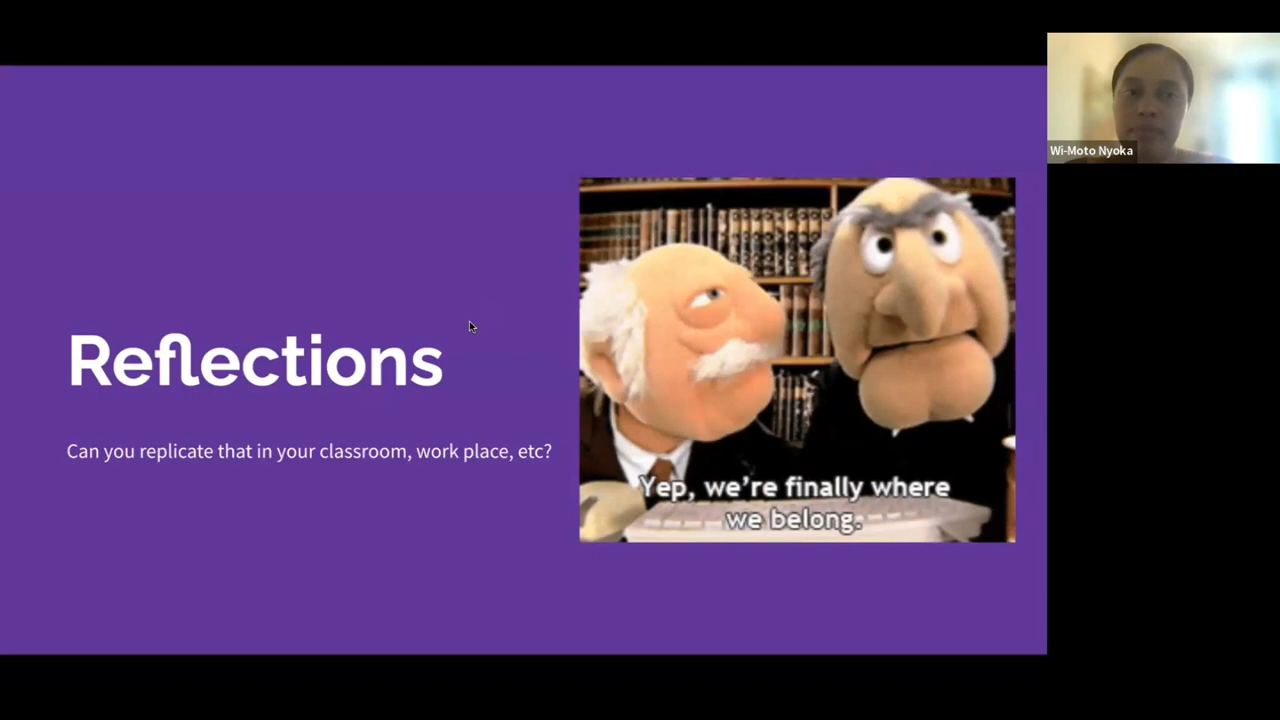 Reflections
Can you replicate that in your classroom, work place, etc?
Yep, we're finally where
we belong.
Wi-Moto Nyoka